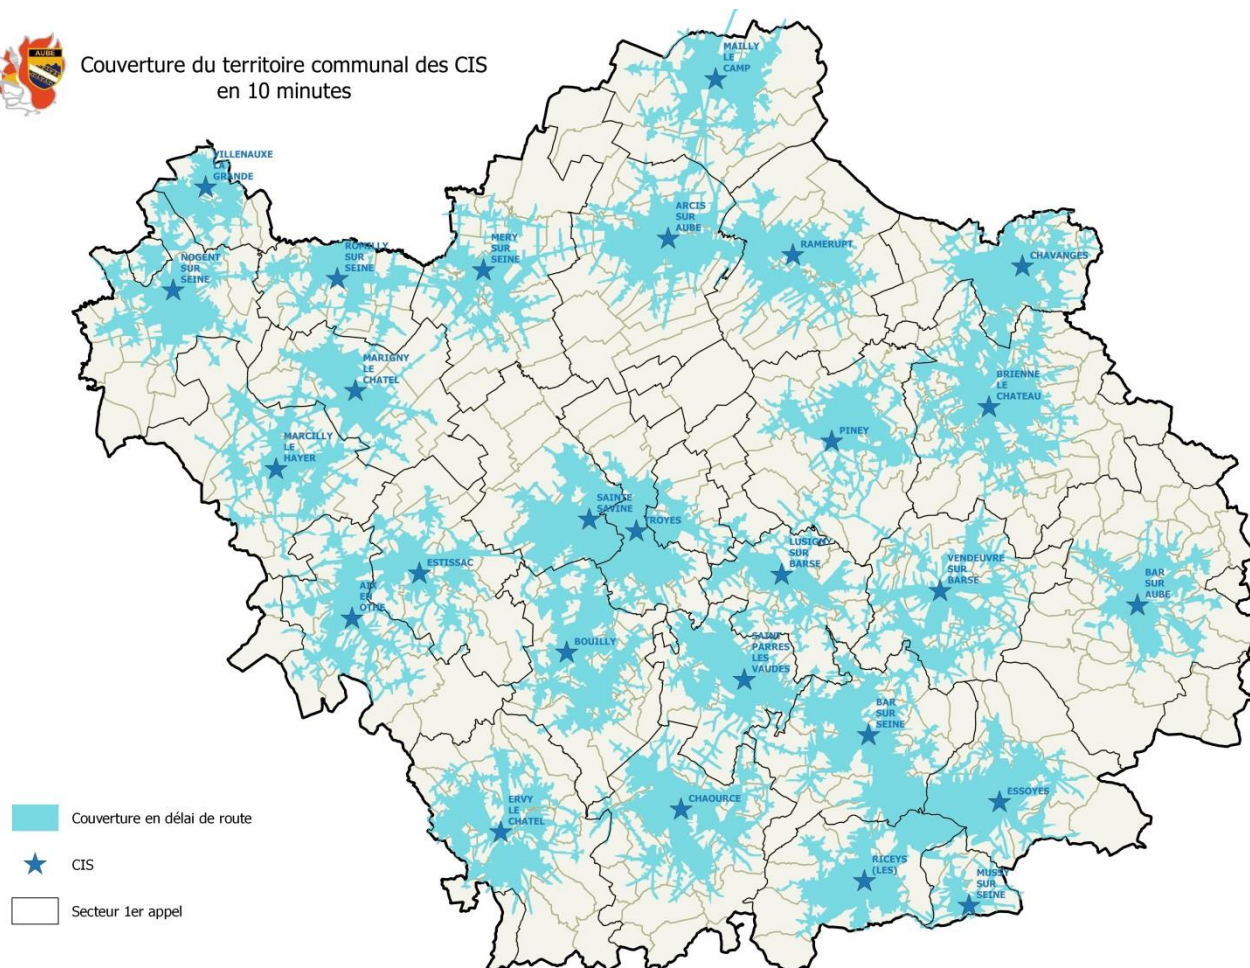 AUBE
Couverture du territoire communal des CIS
en 10 minutes
MAILLY
LE
CAMP
VILLENAUXE
LA
GRANDE
ARCIS
SUR
AUBE
ROMILLY
SUR
SEINE
MERY
SUR
SEINE
RAMERUPT
CHAVANGES
NOGENT
SUR
SEINE
MARIGNY
LE
CHATEL
BRIENNE
LE
CHATEAU
PINEY
MARCILLY
LE
HAYER
SAINTE
SAVINE
TROYES
LUSIGNY
SUR
BARSE
VENDEUVRE
SUR
BARSE
ESTISSAC
BAR
SUR
AUBE
AIX
EN
OTHE
BOUILLY
SAINT
PARRES
LES
VAUDES
BAR
SUR
SEINE
ESSOYES
CHAOURCE
ERVY
LE
CHATEL
RICEYS
(LES)
MUSSY
SUR
SEINE
Couverture en délai de route
CIS
Secteur 1er appel